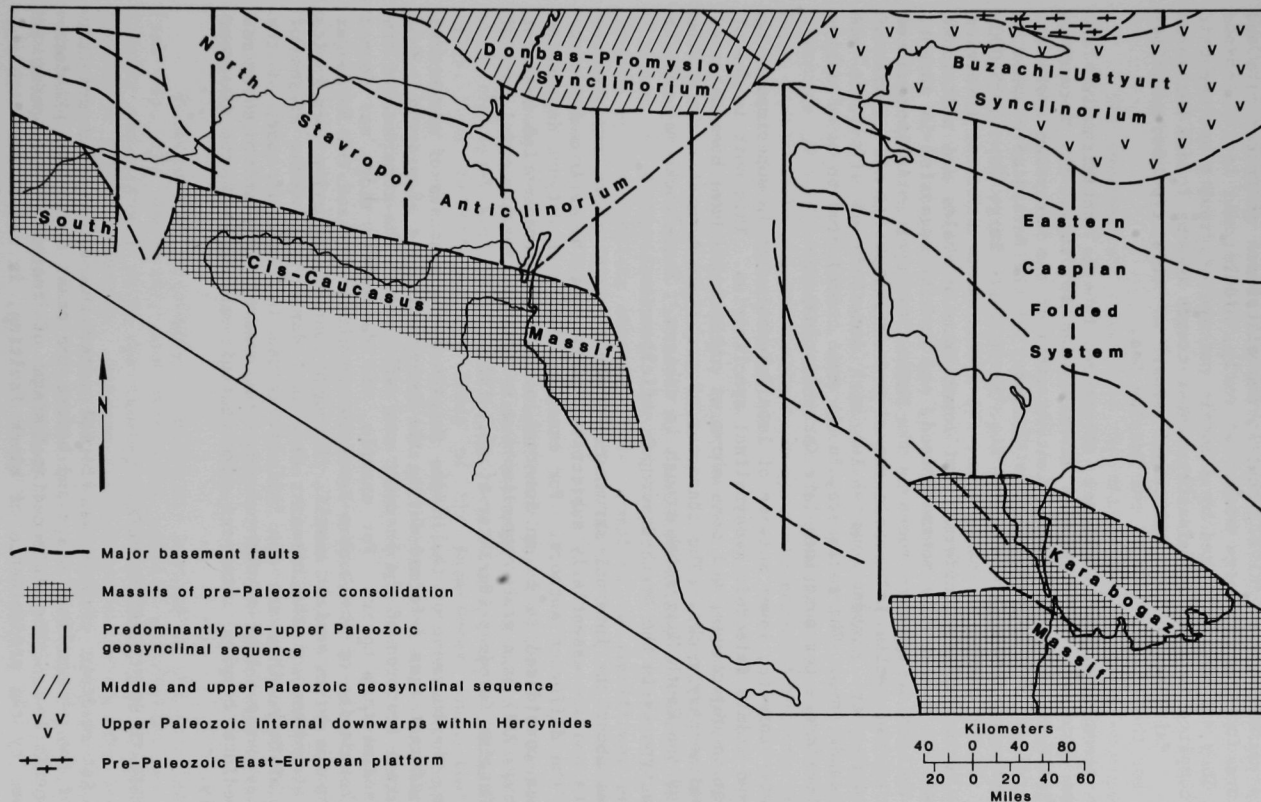 Donbas-Promyslov
Synclinorium
Buzachi-Ustyurt
Synclinorium
North
Stavropol
Anticlinorium
South
Cis-Caucasus
Massif
Eastern
Caspian
Folded
System
Karabogaz
Massif
N
Major basement faults
Massifs of pre-Paleozoic consolidation
Predominantly pre-upper Paleozoic
geosynclinal sequence
Middle and upper Paleozoic geosynclinal sequence
Upper Paleozoic internal downwarps within Hercynides
Pre-Paleozoic East-European platform
Kilometers
40 0 40 80
20 0 20 40 60
Miles